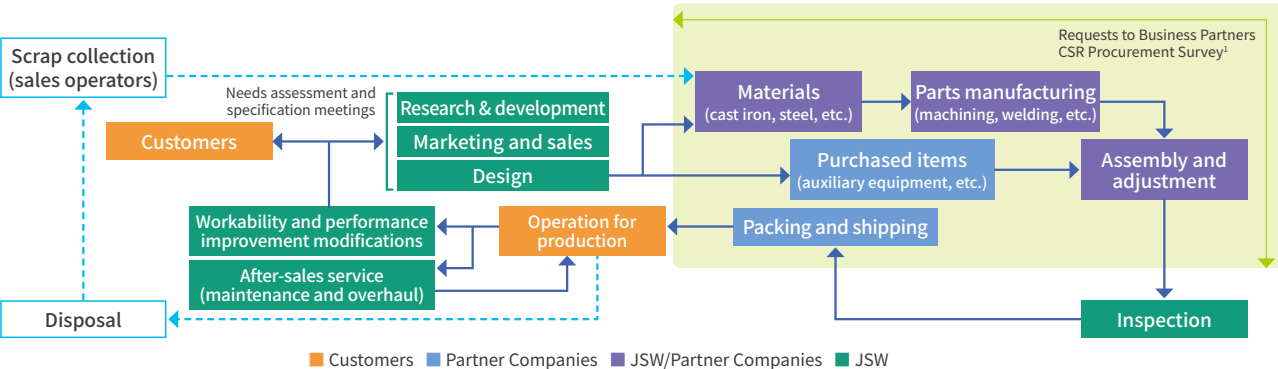 Requests to Business Partners
CSR Procurement Survey1
Scrap collection
(sales operators)
Needs assessment and
specification meetings
Customers
Research & development
Marketing and sales
Design
Materials
(cast iron, steel, etc.)
Parts manufacturing
(machining, welding, etc.)
Purchased items
(auxiliary equipment, etc.)
Assembly and
adjustment
Workability and performance
improvement modifications
Operation for
production
Packing and shipping
After-sales service
(maintenance and overhaul)
Disposal
Inspection
Customers
Partner Companies
JSW/Partner Companies
JSW